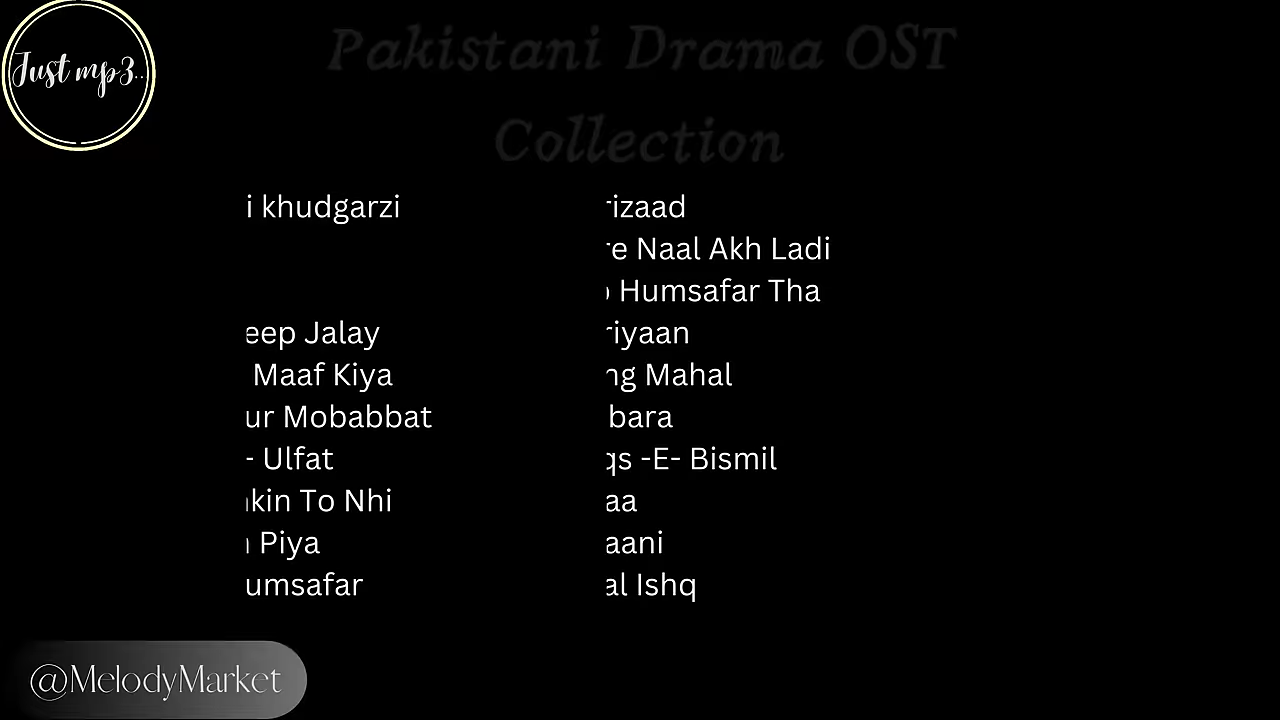 Just mp3..
Pakistani Drama OST
Collection
i khudgarzi
eep Jalay
Maaf Kiya
ur Mobabbat
- Ulfat
kin To Nhi
Piya
umsafar
rizaad
re Naal Akh Ladi
Humsafar Tha
riyaan
ng Mahal
bara
qs -E- Bismil
aa
aani
al Ishq
@MelodyMarket